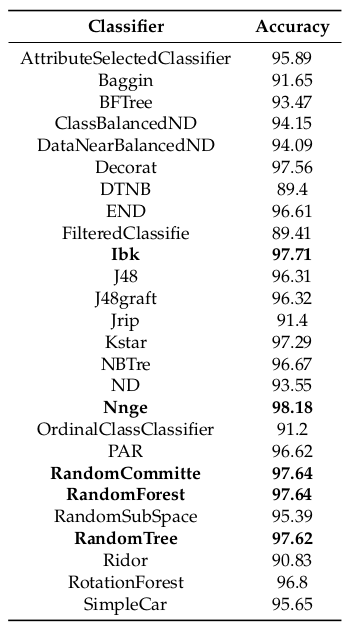 Classifier Accuracy
AttributeSelectedClassifier 95.89
Baggin 91.65
BFTree 93.47
ClassBalancedND 94.15
DataNearBalancedND 94.09
Decorat 97.56
DTNB 89.4
END 96.61
FilteredClassifie 89.41
Ibk 97.71
J48 96.31
J48graft 96.32
Jrip 91.4
Kstar 97.29
NBTre 96.67
ND 93.55
Nnge 98.18
OrdinalClassClassifier 91.2
PAR 96.62
RandomCommitte 97.64
RandomForest 97.64
RandomSubSpace 95.39
RandomTree 97.62
Ridor 90.83
RotationForest 96.8
SimpleCar 95.65